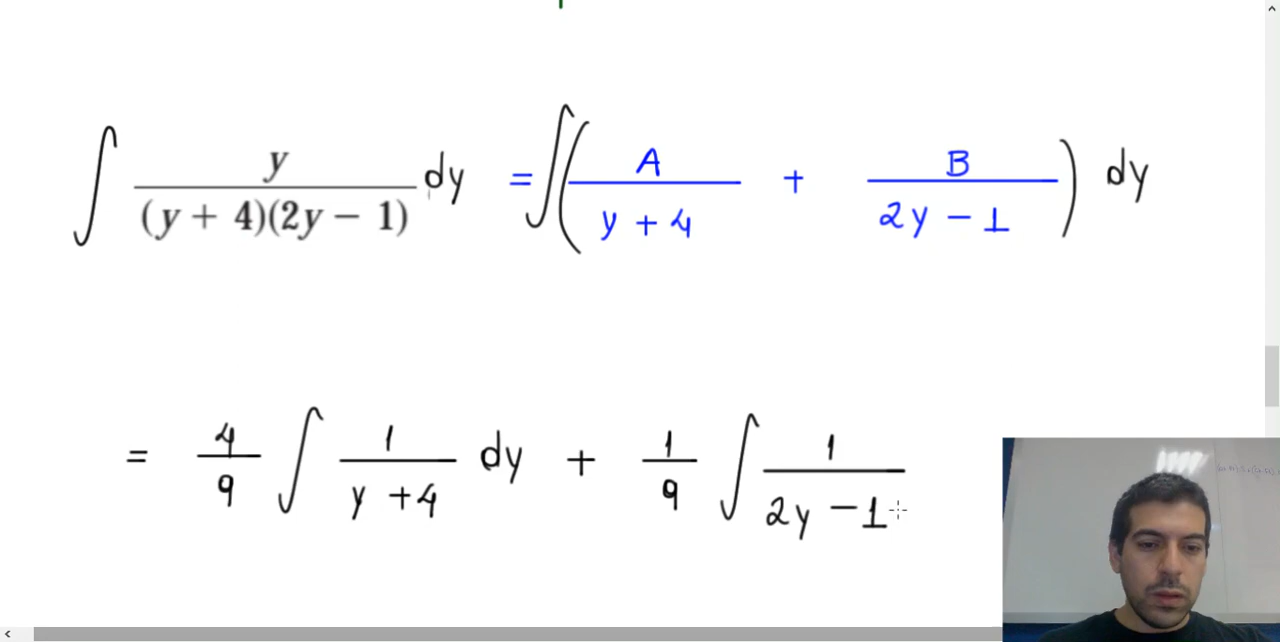 ∫ y / (y + 4)(2y − 1) dy = ∫ ( A / y + 4 + B / 2y − 1 ) dy
= 4/9 ∫ 1 / y + 4 dy + 1/9 ∫ 1 / 2y − 1